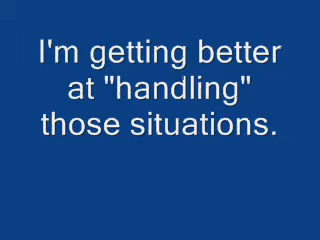 I'm getting better
at "handling"
those situations.